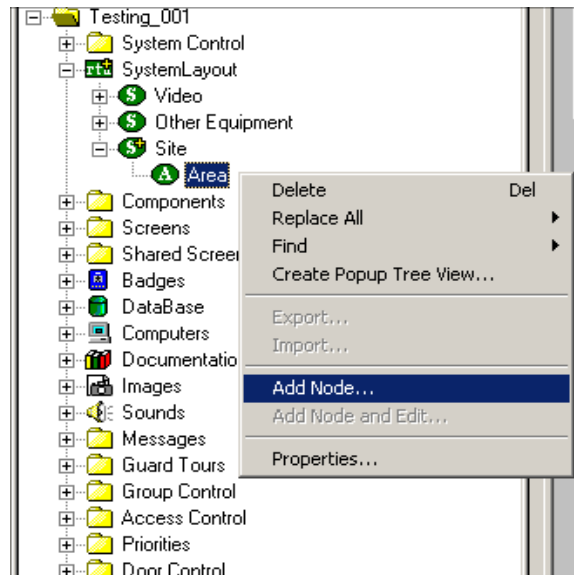 Testing_001
System Control
rtu SystemLayout
S Video
S Other Equipment
S Site
A Area
Components
Screens
Shared Screen
Badges
DataBase
Computers
Documentatio
Images
Sounds
Messages
Guard Tours
Group Control
Access Control
Priorities
Door Control
Delete Del
Replace All
Find
Create Popup Tree View...
Export...
Import...
Add Node...
Add Node and Edit...
Properties...